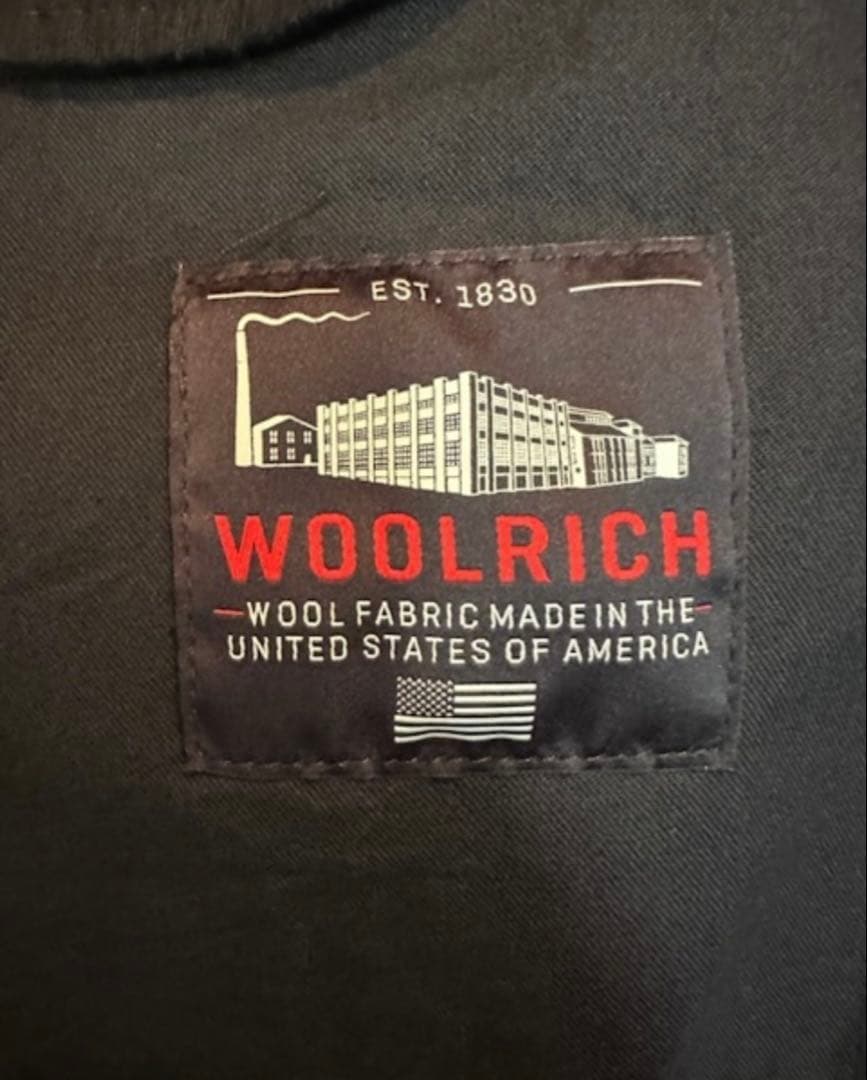 EST. 1830
WOOLRICH
WOOL FABRIC MADE IN THE
UNITED STATES OF AMERICA